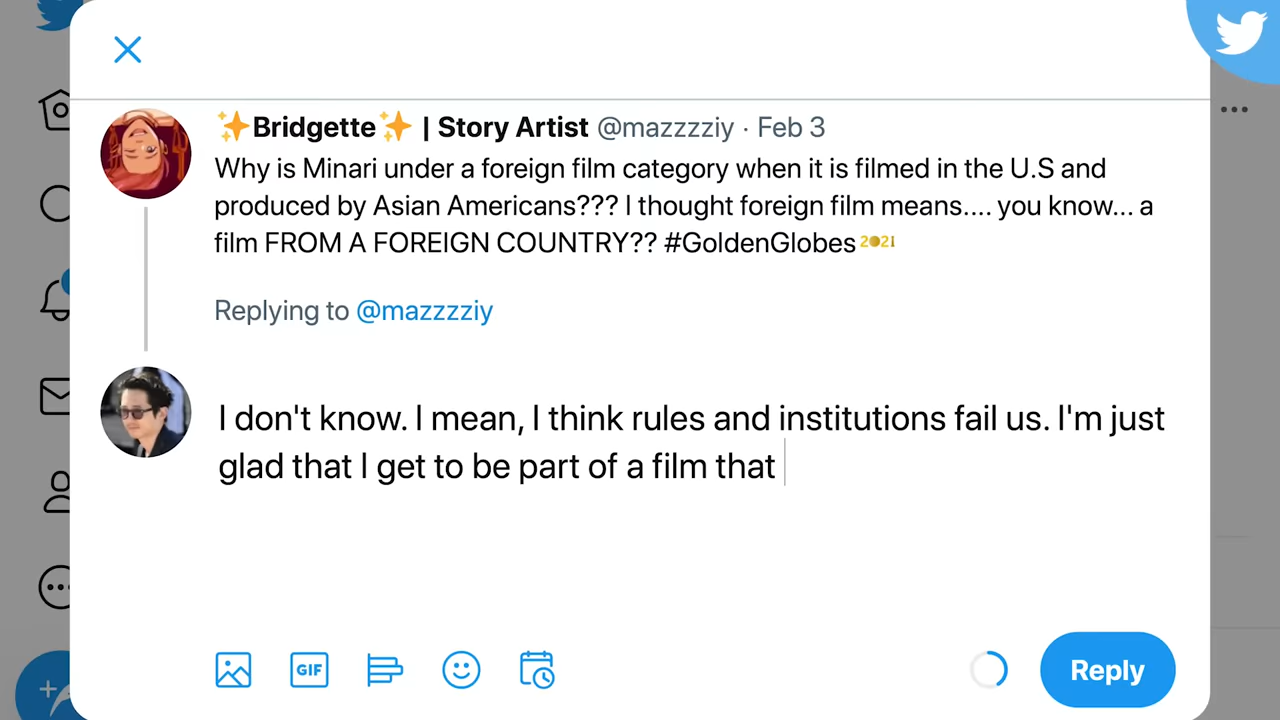 ✨Bridgette✨ | Story Artist @mazzzziy · Feb 3
Why is Minari under a foreign film category when it is filmed in the U.S and
produced by Asian Americans??? I thought foreign film means.... you know... a
film FROM A FOREIGN COUNTRY?? #GoldenGlobes 2021
Replying to @mazzzziy
I don't know. I mean, I think rules and institutions fail us. I'm just
glad that I get to be part of a film that
GIF
Reply